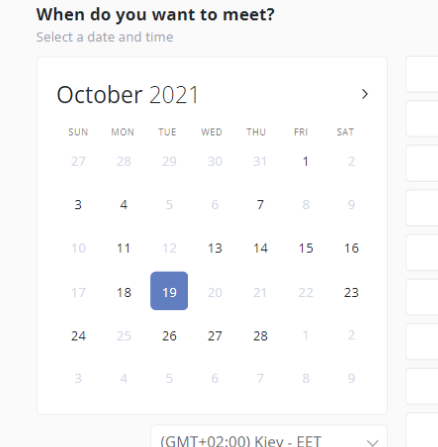 When do you want to meet?
Select a date and time
October 2021
SUN MON TUE WED THU FRI SAT
27 28 29 30 31 1 2
3 4 5 6 7 8 9
10 11 12 13 14 15 16
17 18 19 20 21 22 23
24 25 26 27 28 1 2
3 4 5 6 7 8 9
(GMT+02:00) Kiev - EET